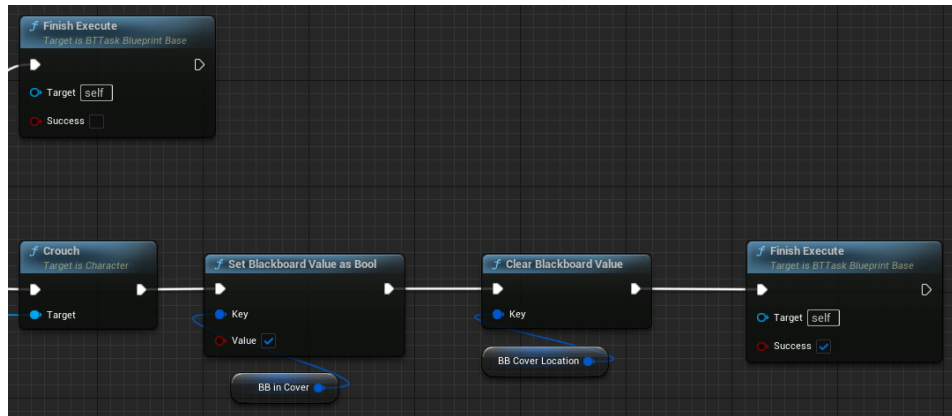 f Finish Execute
Target is BTTask Blueprint Base
Target self
Success
f Crouch
Target is Character
Target
f Set Blackboard Value as Bool
Key
Value
BB in Cover
f Clear Blackboard Value
Key
BB Cover Location
f Finish Execute
Target is BTTask Blueprint Base
Target self
Success